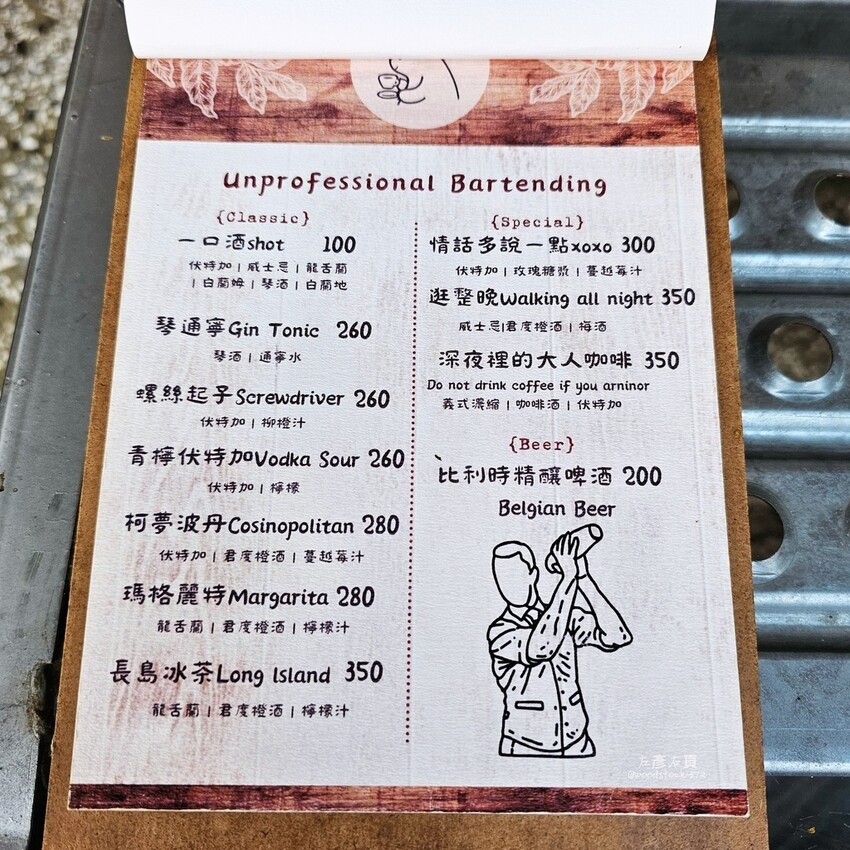 Unprofessional Bartending
{Classic}
一口酒shot 100
伏特加 | 威士忌 | 龍舌蘭
| 白蘭姆 | 琴酒 | 白蘭地
琴通寧Gin Tonic 260
琴酒 | 通寧水
螺絲起子Screwdriver 260
伏特加 | 柳橙汁
青檸伏特加Vodka Sour 260
伏特加 | 檸檬
柯夢波丹Cosinopolitan 280
伏特加 | 君度橙酒 | 蔓越莓汁
瑪格麗特Margarita 280
龍舌蘭 | 君度橙酒 | 檸檬汁
長島冰茶Long Island 350
龍舌蘭 | 君度橙酒 | 檸檬汁
{Special}
情話多說一點xoxo 300
伏特加 | 玫瑰糖漿 | 蔓越莓汁
逛整晚Walking all night 350
威士忌|君度橙酒 | 梅酒
深夜裡的大人咖啡 350
Do not drink coffee if you arninor
義式濃縮 | 咖啡酒 | 伏特加
{Beer}
比利時精釀啤酒 200
Belgian Beer